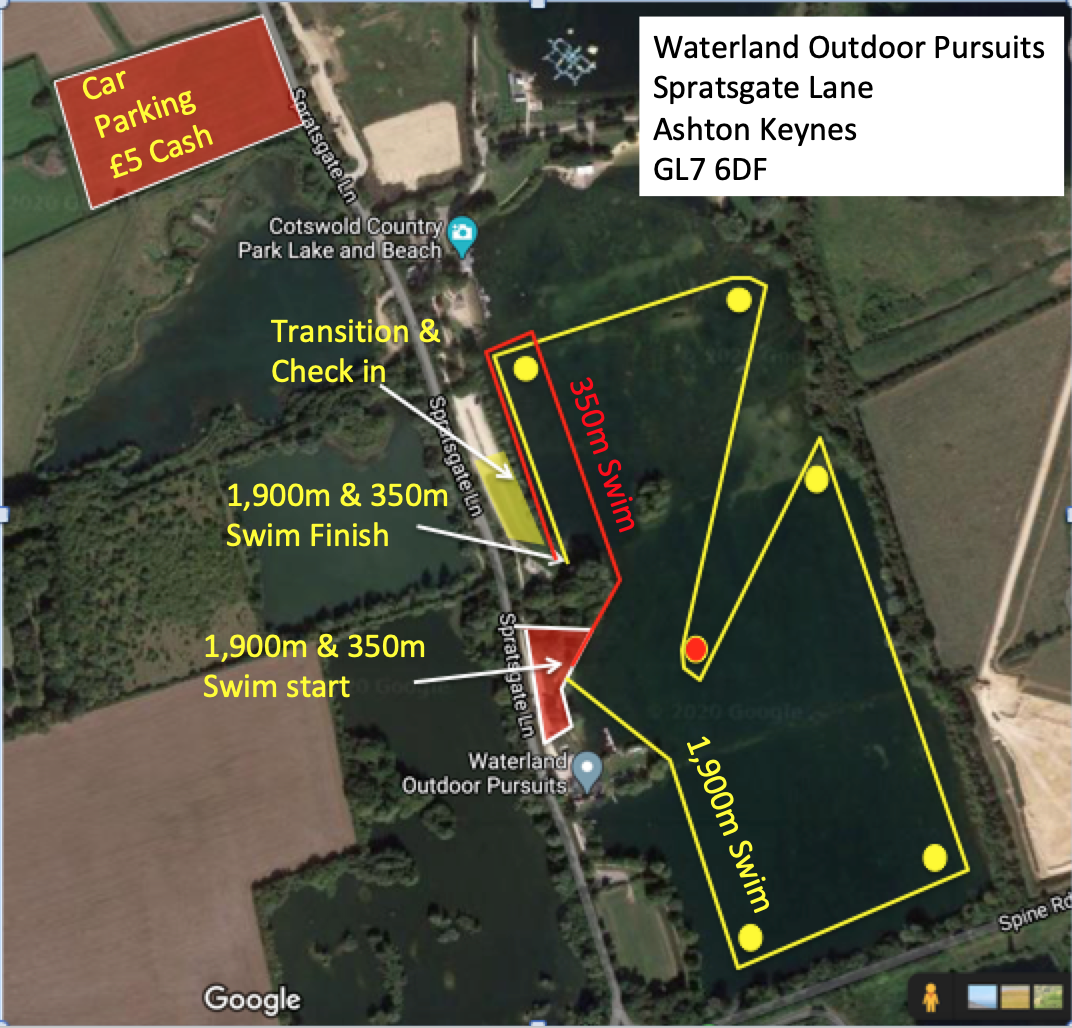 Waterland Outdoor Pursuits
Spratsgate Lane
Ashton Keynes
GL7 6DF
Car
Parking
£5 Cash
Spratsgate Ln
Cotswold Country
Park Lake and Beach
Transition &
Check in
Spratsgate Ln
350m Swim
1,900m & 350m
Swim Finish
1,900m & 350m
Swim start
Spratsgate Ln
© 2020 Google
Waterland
Outdoor Pursuits
1,900m Swim
Spine Rd
Google